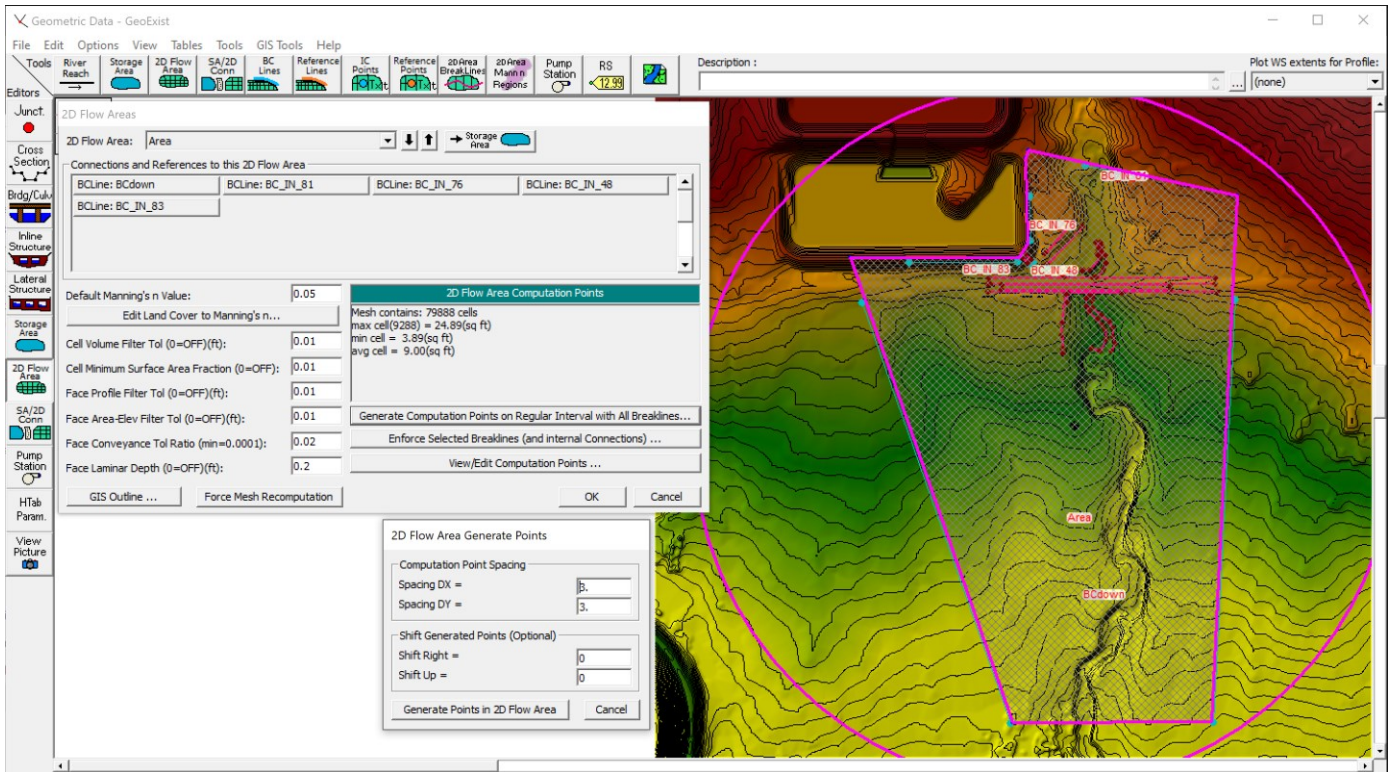 Geometric Data - GeoExist
File Edit Options View Tables Tools GIS Tools Help
Tools
Editors
River Reach
Storage Area
2D Flow Area
SA/2D Conn
BC Lines
Reference Lines
IC Points
Reference Points
2D Area BreakLines
2D Area Mann n Regions
Pump Station
RS
12.99
Description :
...
Plot WS extents for Profile:
(none)
Junct.
Cross Section
Brdg/Culv
Inline Structure
Lateral Structure
Storage Area
2D Flow Area
SA/2D Conn
Pump Station
HTab Param.
View Picture
2D Flow Areas
2D Flow Area: Area
Storage Area
Connections and References to this 2D Flow Area
BCLine: BCdown BCLine: BC_IN_81 BCLine: BC_IN_76 BCLine: BC_IN_48
BCLine: BC_IN_83
Default Manning's n Value: 0.05
Edit Land Cover to Manning's n...
Cell Volume Filter Tol (0=OFF)(ft): 0.01
Cell Minimum Surface Area Fraction (0=OFF): 0.01
Face Profile Filter Tol (0=OFF)(ft): 0.01
Face Area-Elev Filter Tol (0=OFF)(ft): 0.01
Face Conveyance Tol Ratio (min=0.0001): 0.02
Face Laminar Depth (0=OFF)(ft): 0.2
2D Flow Area Computation Points
Mesh contains: 79888 cells
max cell(9288) = 24.89(sq ft)
min cell = 3.89(sq ft)
avg cell = 9.00(sq ft)
Generate Computation Points on Regular Interval with All Breaklines...
Enforce Selected Breaklines (and internal Connections) ...
View/Edit Computation Points ...
GIS Outline ... Force Mesh Recomputation OK Cancel
2D Flow Area Generate Points
Computation Point Spacing
Spacing DX = 3.
Spacing DY = 3.
Shift Generated Points (Optional)
Shift Right = 0
Shift Up = 0
Generate Points in 2D Flow Area Cancel
BC_IN_81
BC_IN_76
BC_IN_83 BC_IN_48
Area
BCdown